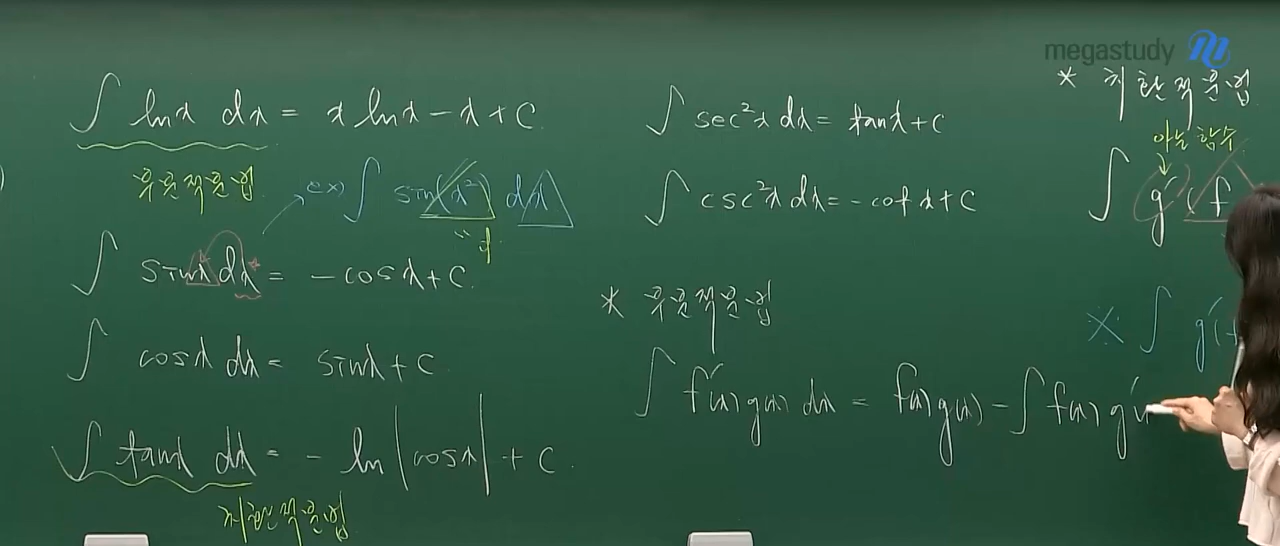 megastudy
∫ ln x dx = x ln x - x + C
부분적분법
ex) ∫ sin(x²) dx
∫ sin x dx = - cos x + C
∫ cos x dx = sin x + C
∫ tan x dx = - ln |cos x| + C
치환적분법
∫ sec²x dx = tan x + C
∫ csc²x dx = - cot x + C
* 부분적분법
∫ f'(x) g(x) dx = f(x) g(x) - ∫ f(x) g'(
* 치환적분법
아는 함수
∫ g'(f
※ ∫ g'(